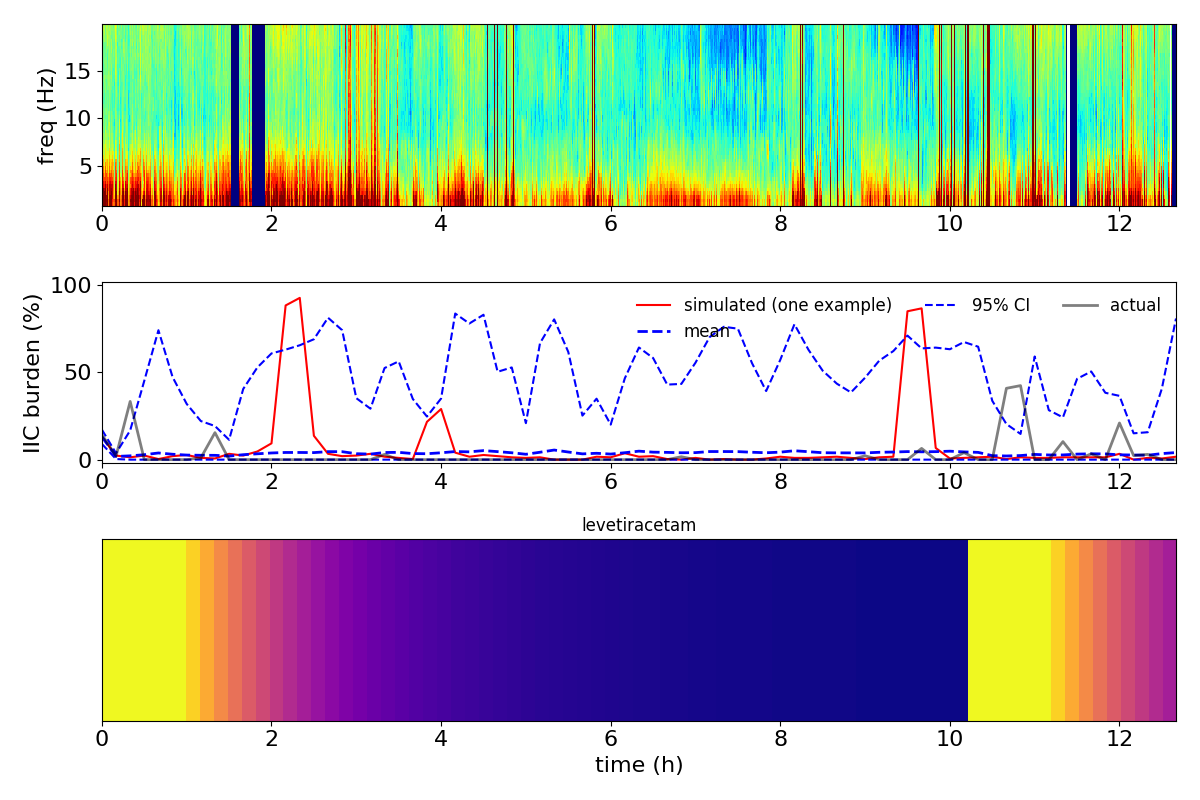 freq (Hz)
15
10
5
0 2 4 6 8 10 12
IIC burden (%)
100
50
0
simulated (one example) 95% CI actual
mean
0 2 4 6 8 10 12
levetiracetam
0 2 4 6 8 10 12
time (h)